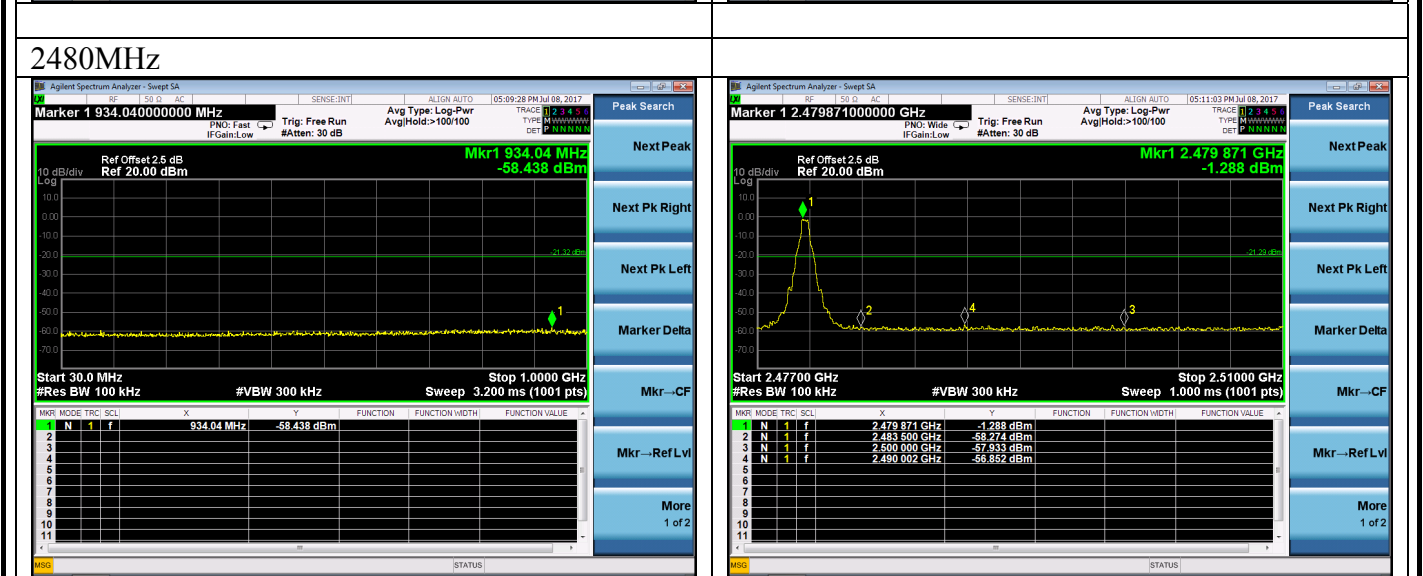 2480MHz
Agilent Spectrum Analyzer - Swept SA
RF 50 Ω AC SENSE:INT ALIGN AUTO 05:09:28 PM Jul 08, 2017
Marker 1 934.040000000 MHz
PNO: Fast
IFGain:Low
Trig: Free Run
#Atten: 30 dB
Avg Type: Log-Pwr
Avg|Hold:>100/100
TRACE 1 2 3 4 5 6
TYPE M WWWWW
DET P N N N N N
Peak Search
Mkr1 934.04 MHz
-58.438 dBm
Ref Offset 2.5 dB
10 dB/div Ref 20.00 dBm
Log
10.0
0.00
-10.0
-20.0
-30.0
-40.0
-50.0
-60.0
-70.0
-21.32 dBm
1
Start 30.0 MHz Stop 1.0000 GHz
#Res BW 100 kHz #VBW 300 kHz Sweep 3.200 ms (1001 pts)
MKR MODE TRC SCL X Y FUNCTION FUNCTION WIDTH FUNCTION VALUE
1 N 1 f 934.04 MHz -58.438 dBm
2
3
4
5
6
7
8
9
10
11
MSG STATUS
Next Peak
Next Pk Right
Next Pk Left
Marker Delta
Mkr→CF
Mkr→Ref Lvl
More
1 of 2
Agilent Spectrum Analyzer - Swept SA
RF 50 Ω AC SENSE:INT ALIGN AUTO 05:11:03 PM Jul 08, 2017
Marker 1 2.479871000000 GHz
PNO: Wide
IFGain:Low
Trig: Free Run
#Atten: 30 dB
Avg Type: Log-Pwr
Avg|Hold:>100/100
TRACE 1 2 3 4 5 6
TYPE M WWWWW
DET P N N N N N
Peak Search
Mkr1 2.479 871 GHz
-1.288 dBm
Ref Offset 2.5 dB
10 dB/div Ref 20.00 dBm
Log
10.0
0.00
-10.0
-20.0
-30.0
-40.0
-50.0
-60.0
-70.0
-21.29 dBm
1
2
4
3
Start 2.47700 GHz Stop 2.51000 GHz
#Res BW 100 kHz #VBW 300 kHz Sweep 1.000 ms (1001 pts)
MKR MODE TRC SCL X Y FUNCTION FUNCTION WIDTH FUNCTION VALUE
1 N 1 f 2.479 871 GHz -1.288 dBm
2 N 1 f 2.483 500 GHz -58.274 dBm
3 N 1 f 2.500 000 GHz -57.933 dBm
4 N 1 f 2.490 002 GHz -56.852 dBm
5
6
7
8
9
10
11
MSG STATUS
Next Peak
Next Pk Right
Next Pk Left
Marker Delta
Mkr→CF
Mkr→Ref Lvl
More
1 of 2